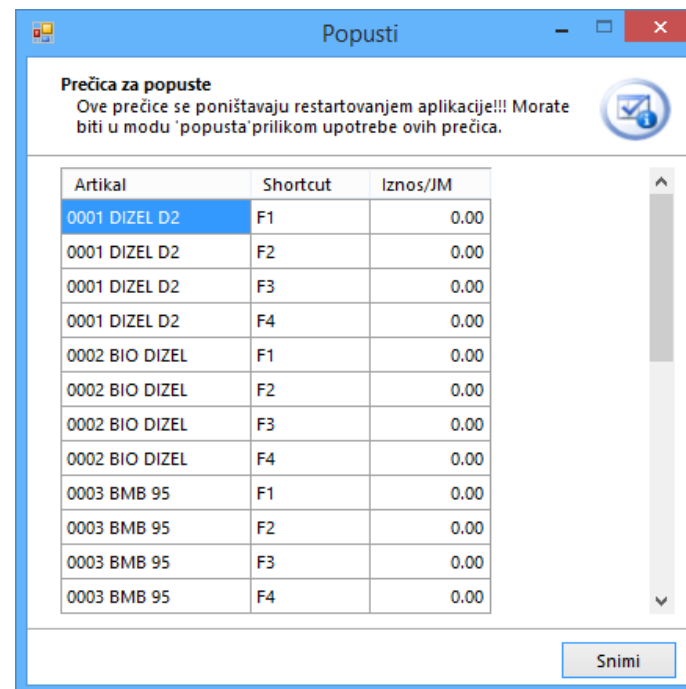 Popusti
Prečica za popuste
Ove prečice se poništavaju restartovanjem aplikacije!!! Morate
biti u modu 'popusta'prilikom upotrebe ovih prečica.
Artikal Shortcut Iznos/JM
0001 DIZEL D2 F1 0.00
0001 DIZEL D2 F2 0.00
0001 DIZEL D2 F3 0.00
0001 DIZEL D2 F4 0.00
0002 BIO DIZEL F1 0.00
0002 BIO DIZEL F2 0.00
0002 BIO DIZEL F3 0.00
0002 BIO DIZEL F4 0.00
0003 BMB 95 F1 0.00
0003 BMB 95 F2 0.00
0003 BMB 95 F3 0.00
0003 BMB 95 F4 0.00
Snimi